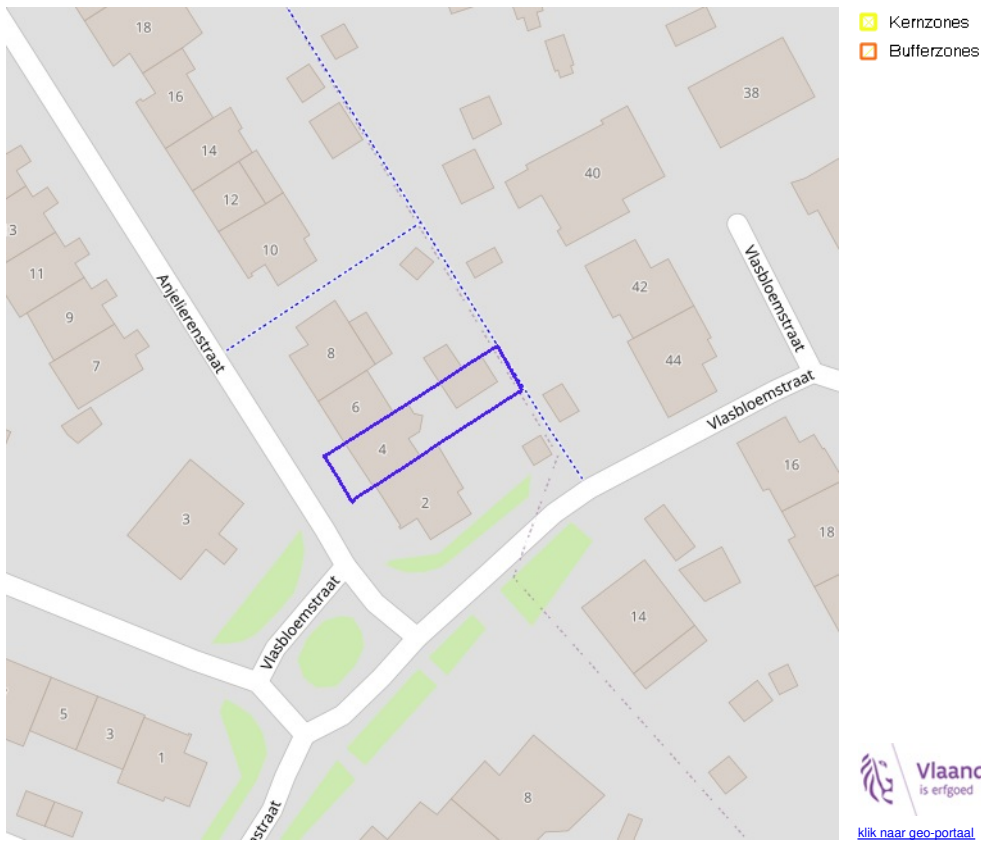 Kernzones
Bufferzones
18
16
14
12
10
38
40
42
44
3
11
9
7
Anjelierenstraat
8
6
4
2
Vlasbloemstraat
Vlasbloemstraat
16
18
3
Vlasbloemstraat
14
5
3
1
8
straat
Vlaand
is erfgoed
klik naar geo-portaal